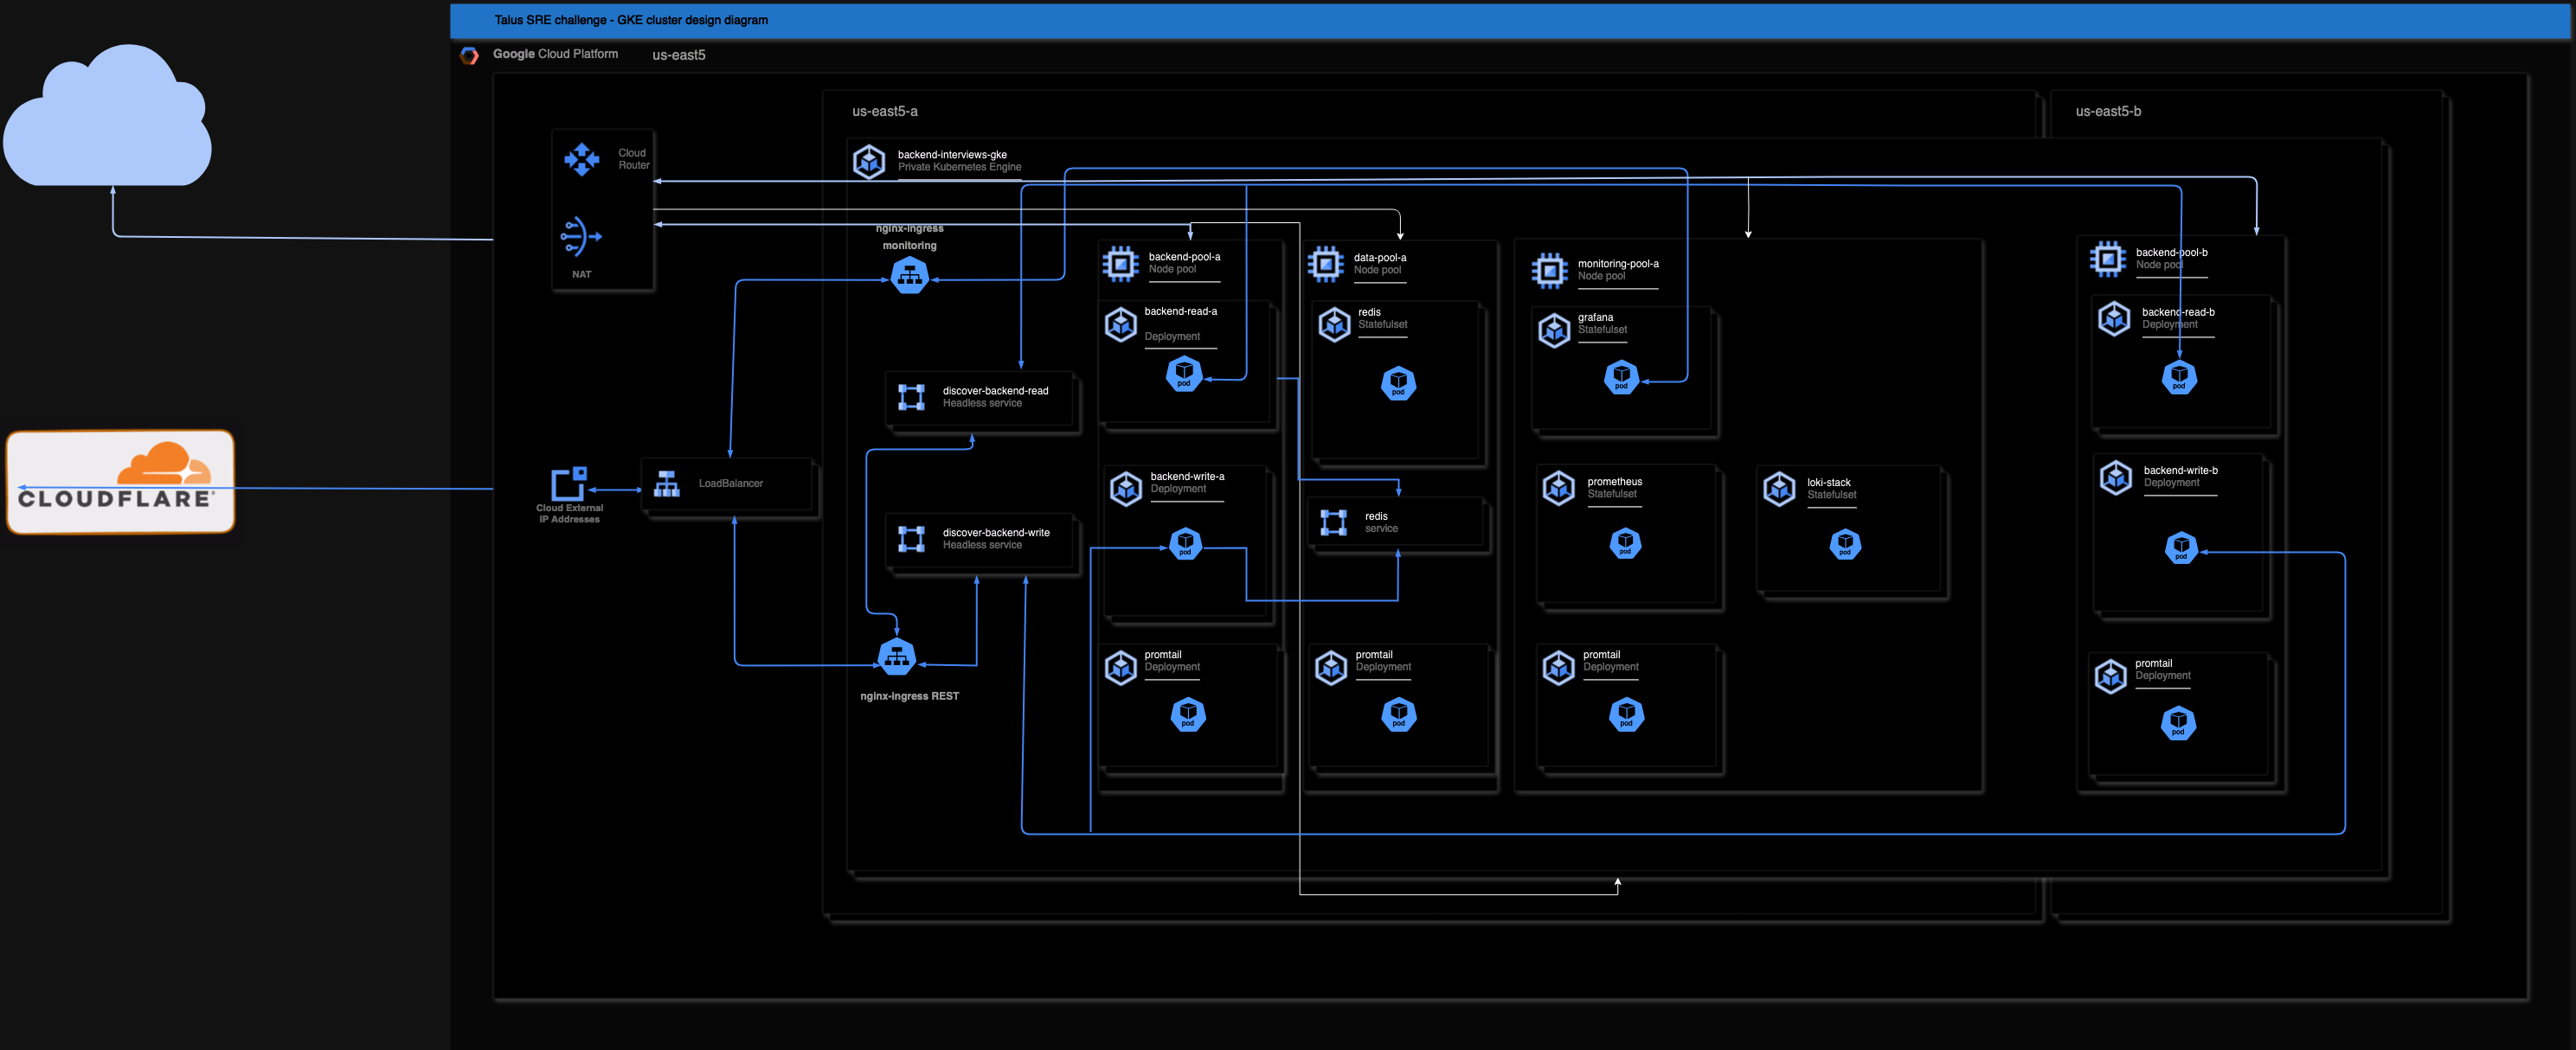 Talus SRE challenge - GKE cluster design diagram
Google Cloud Platform
us-east5
us-east5-a
us-east5-b
Cloud
Router
NAT
backend-interviews-gke
Private Kubernetes Engine
nginx-ingress
monitoring
backend-pool-a
Node pool
data-pool-a
Node pool
monitoring-pool-a
Node pool
backend-pool-b
Node pool
backend-read-a
Deployment
pod
redis
Statefulset
pod
grafana
Statefulset
pod
backend-read-b
Deployment
pod
discover-backend-read
Headless service
CLOUDFLARE
Cloud External
IP Addresses
LoadBalancer
discover-backend-write
Headless service
backend-write-a
Deployment
pod
redis
service
prometheus
Statefulset
pod
loki-stack
Statefulset
pod
backend-write-b
Deployment
pod
nginx-ingress REST
promtail
Deployment
pod
promtail
Deployment
pod
promtail
Deployment
pod
promtail
Deployment
pod